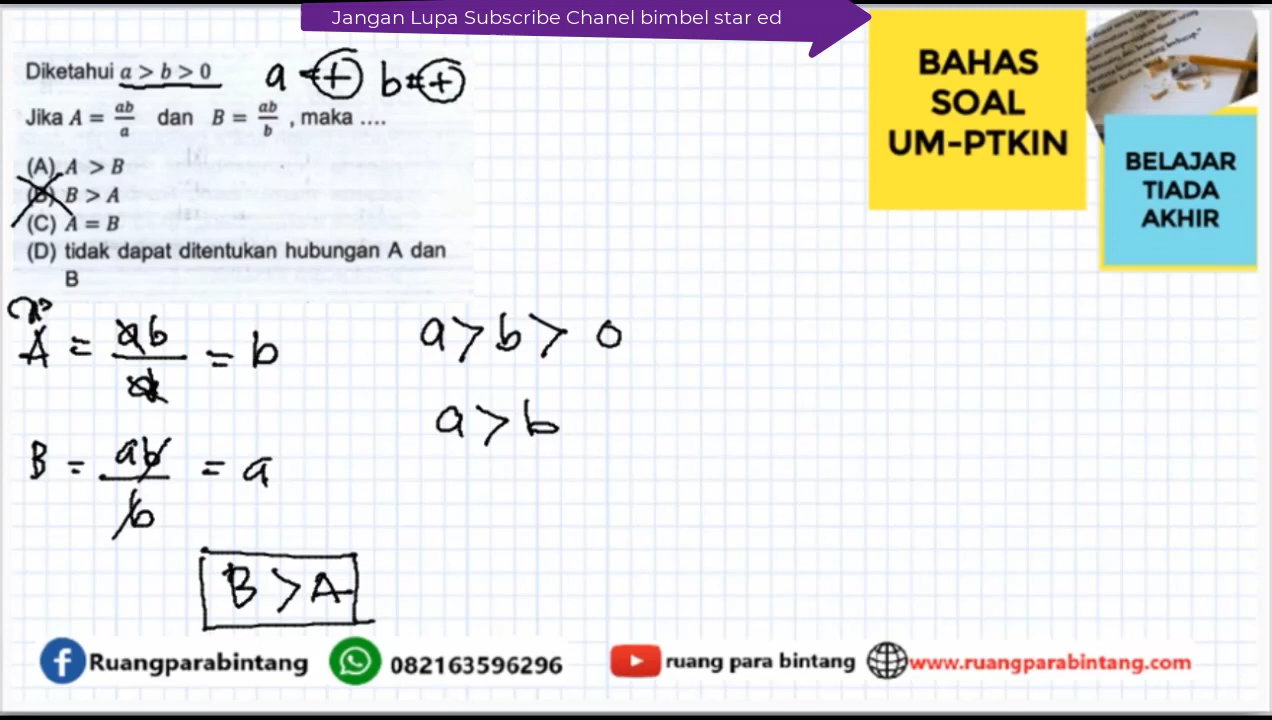 Jangan Lupa Subscribe Chanel bimbel star ed
Diketahui a > b > 0
a + b +
Jika A = ab/a dan B = ab/b , maka ....
(A) A > B
(B) B > A
(C) A = B
(D) tidak dapat ditentukan hubungan A dan
B
A = ab/a = b
B = ab/b = a
B > A
a > b > 0
a > b
BAHAS
SOAL
UM-PTKIN
BELAJAR
TIADA
AKHIR
Ruangparabintang
082163596296
ruang para bintang
www.ruangparabintang.com